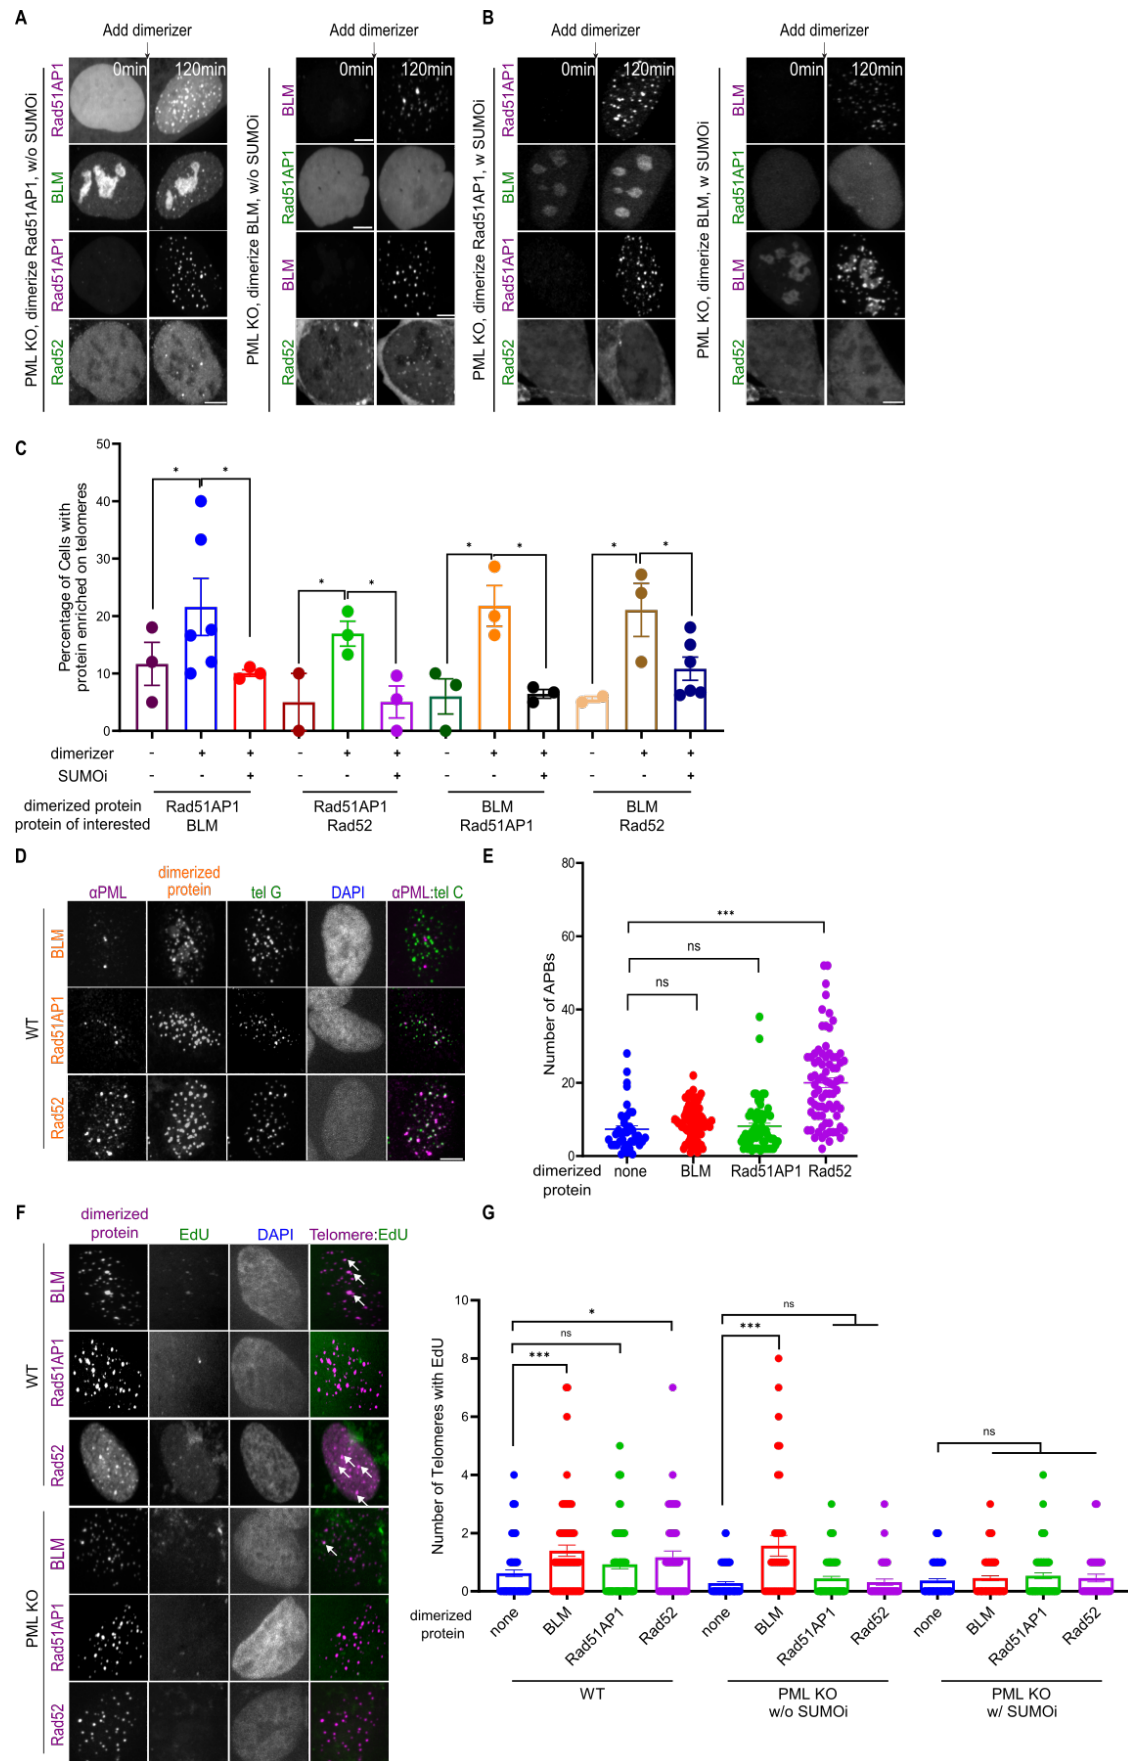 A
B
Add dimerizer
Add dimerizer
Add dimerizer
Add dimerizer
PML KO, dimerize Rad51AP1, w/o SUMOi
Rad51AP1
BLM
Rad51AP1
Rad52
0min
120min
PML KO, dimerize BLM, w/o SUMOi
BLM
Rad51AP1
BLM
Rad52
0min
120min
PML KO, dimerize Rad51AP1, w SUMOi
Rad51AP1
BLM
Rad51AP1
Rad52
0min
120min
PML KO, dimerize BLM, w SUMOi
BLM
Rad51AP1
BLM
Rad52
0min
120min
C
Percentage of Cells with
protein enriched on telomeres
50
40
30
20
10
0
* * * * * * * *
dimerizer - + + - + + - + + - + +
SUMOi - - + - - + - - + - - +
dimerized protein Rad51AP1 Rad51AP1 BLM BLM
protein of interested BLM Rad52 Rad51AP1 Rad52
D
αPML
dimerized
protein
tel G
DAPI
αPML:tel C
WT
BLM
Rad51AP1
Rad52
E
Number of APBs
80
60
40
20
0
***
ns
ns
dimerized
protein
none BLM Rad51AP1 Rad52
F
dimerized
protein
EdU
DAPI
Telomere:EdU
WT
BLM
Rad51AP1
Rad52
PML KO
BLM
Rad51AP1
Rad52
G
Number of Telomeres with EdU
10
8
6
4
2
0
*
ns
***
ns
***
ns
dimerized
protein
none BLM Rad51AP1 Rad52 none BLM Rad51AP1 Rad52 none BLM Rad51AP1 Rad52
WT
PML KO
w/o SUMOi
PML KO
w/ SUMOi